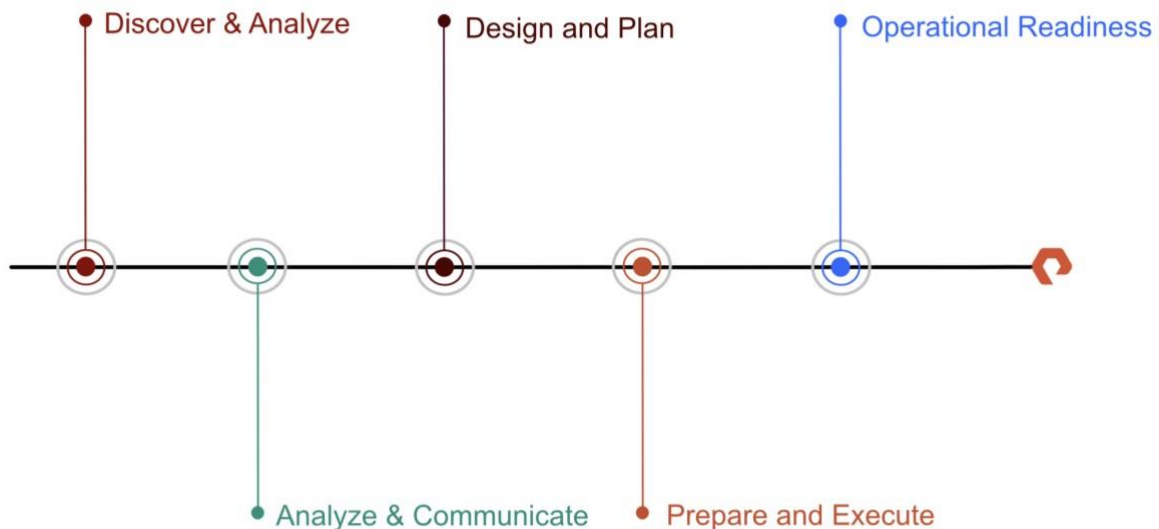 Discover & Analyze
Design and Plan
Operational Readiness
Analyze & Communicate
Prepare and Execute